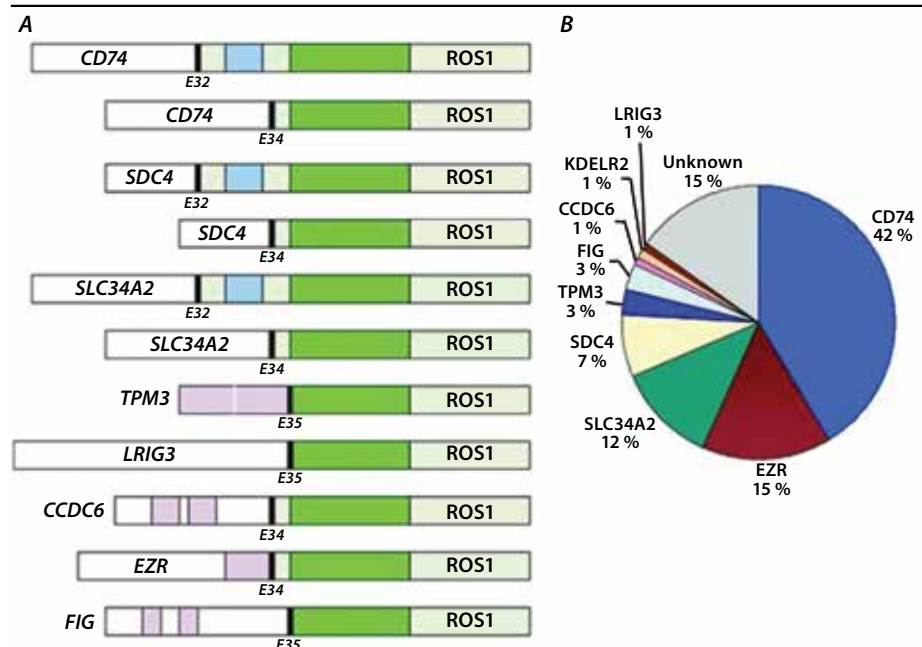 A
CD74 ROS1
E32
CD74 ROS1
E34
SDC4 ROS1
E32
SDC4 ROS1
E34
SLC34A2 ROS1
E32
SLC34A2 ROS1
E34
TPM3 ROS1
E35
LRIG3 ROS1
E35
CCDC6 ROS1
E34
EZR ROS1
E34
FIG ROS1
E35
B
LRIG3
1 %
KDELR2
1 %
CCDC6
1 %
FIG
3 %
TPM3
3 %
SDC4
7 %
SLC34A2
12 %
EZR
15 %
CD74
42 %
Unknown
15 %